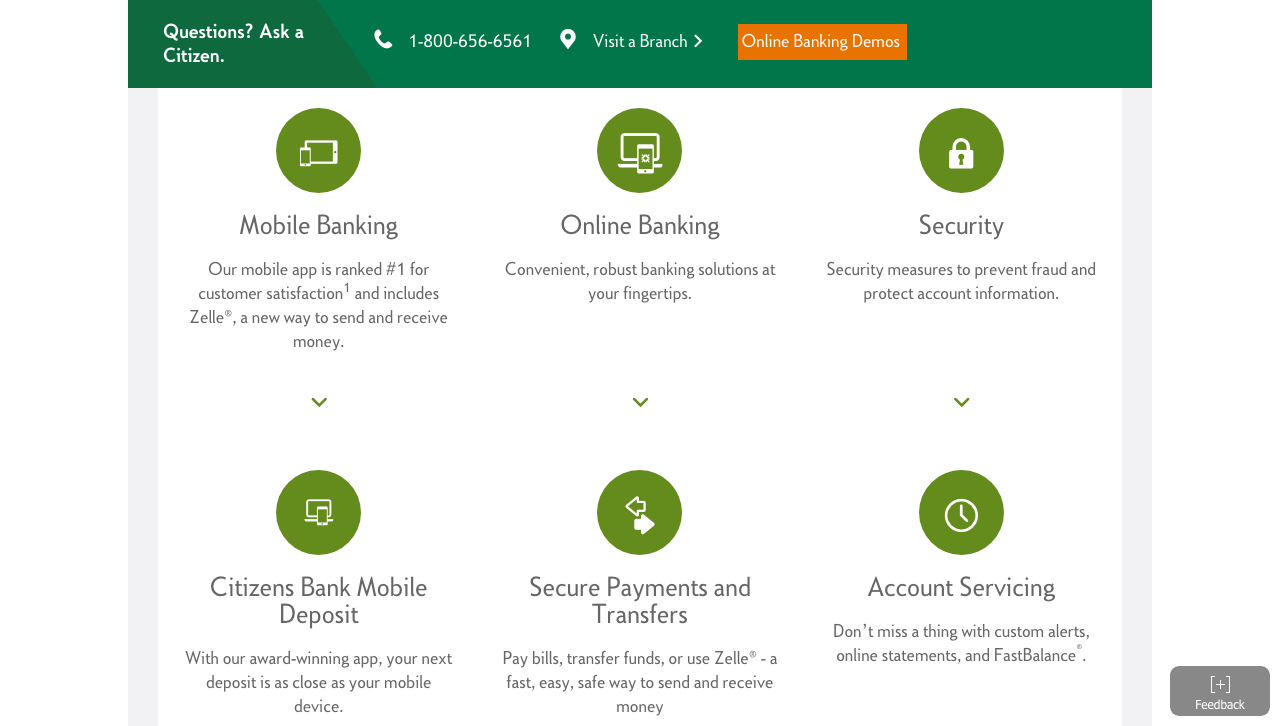 Questions? Ask a
Citizen.
1-800-656-6561
Visit a Branch
Online Banking Demos
Mobile Banking
Our mobile app is ranked #1 for
customer satisfaction1 and includes
Zelle®, a new way to send and receive
money.
Online Banking
Convenient, robust banking solutions at
your fingertips.
Security
Security measures to prevent fraud and
protect account information.
Citizens Bank Mobile
Deposit
With our award-winning app, your next
deposit is as close as your mobile
device.
Secure Payments and
Transfers
Pay bills, transfer funds, or use Zelle® - a
fast, easy, safe way to send and receive
money
Account Servicing
Don’t miss a thing with custom alerts,
online statements, and FastBalance®.
[+]
Feedback